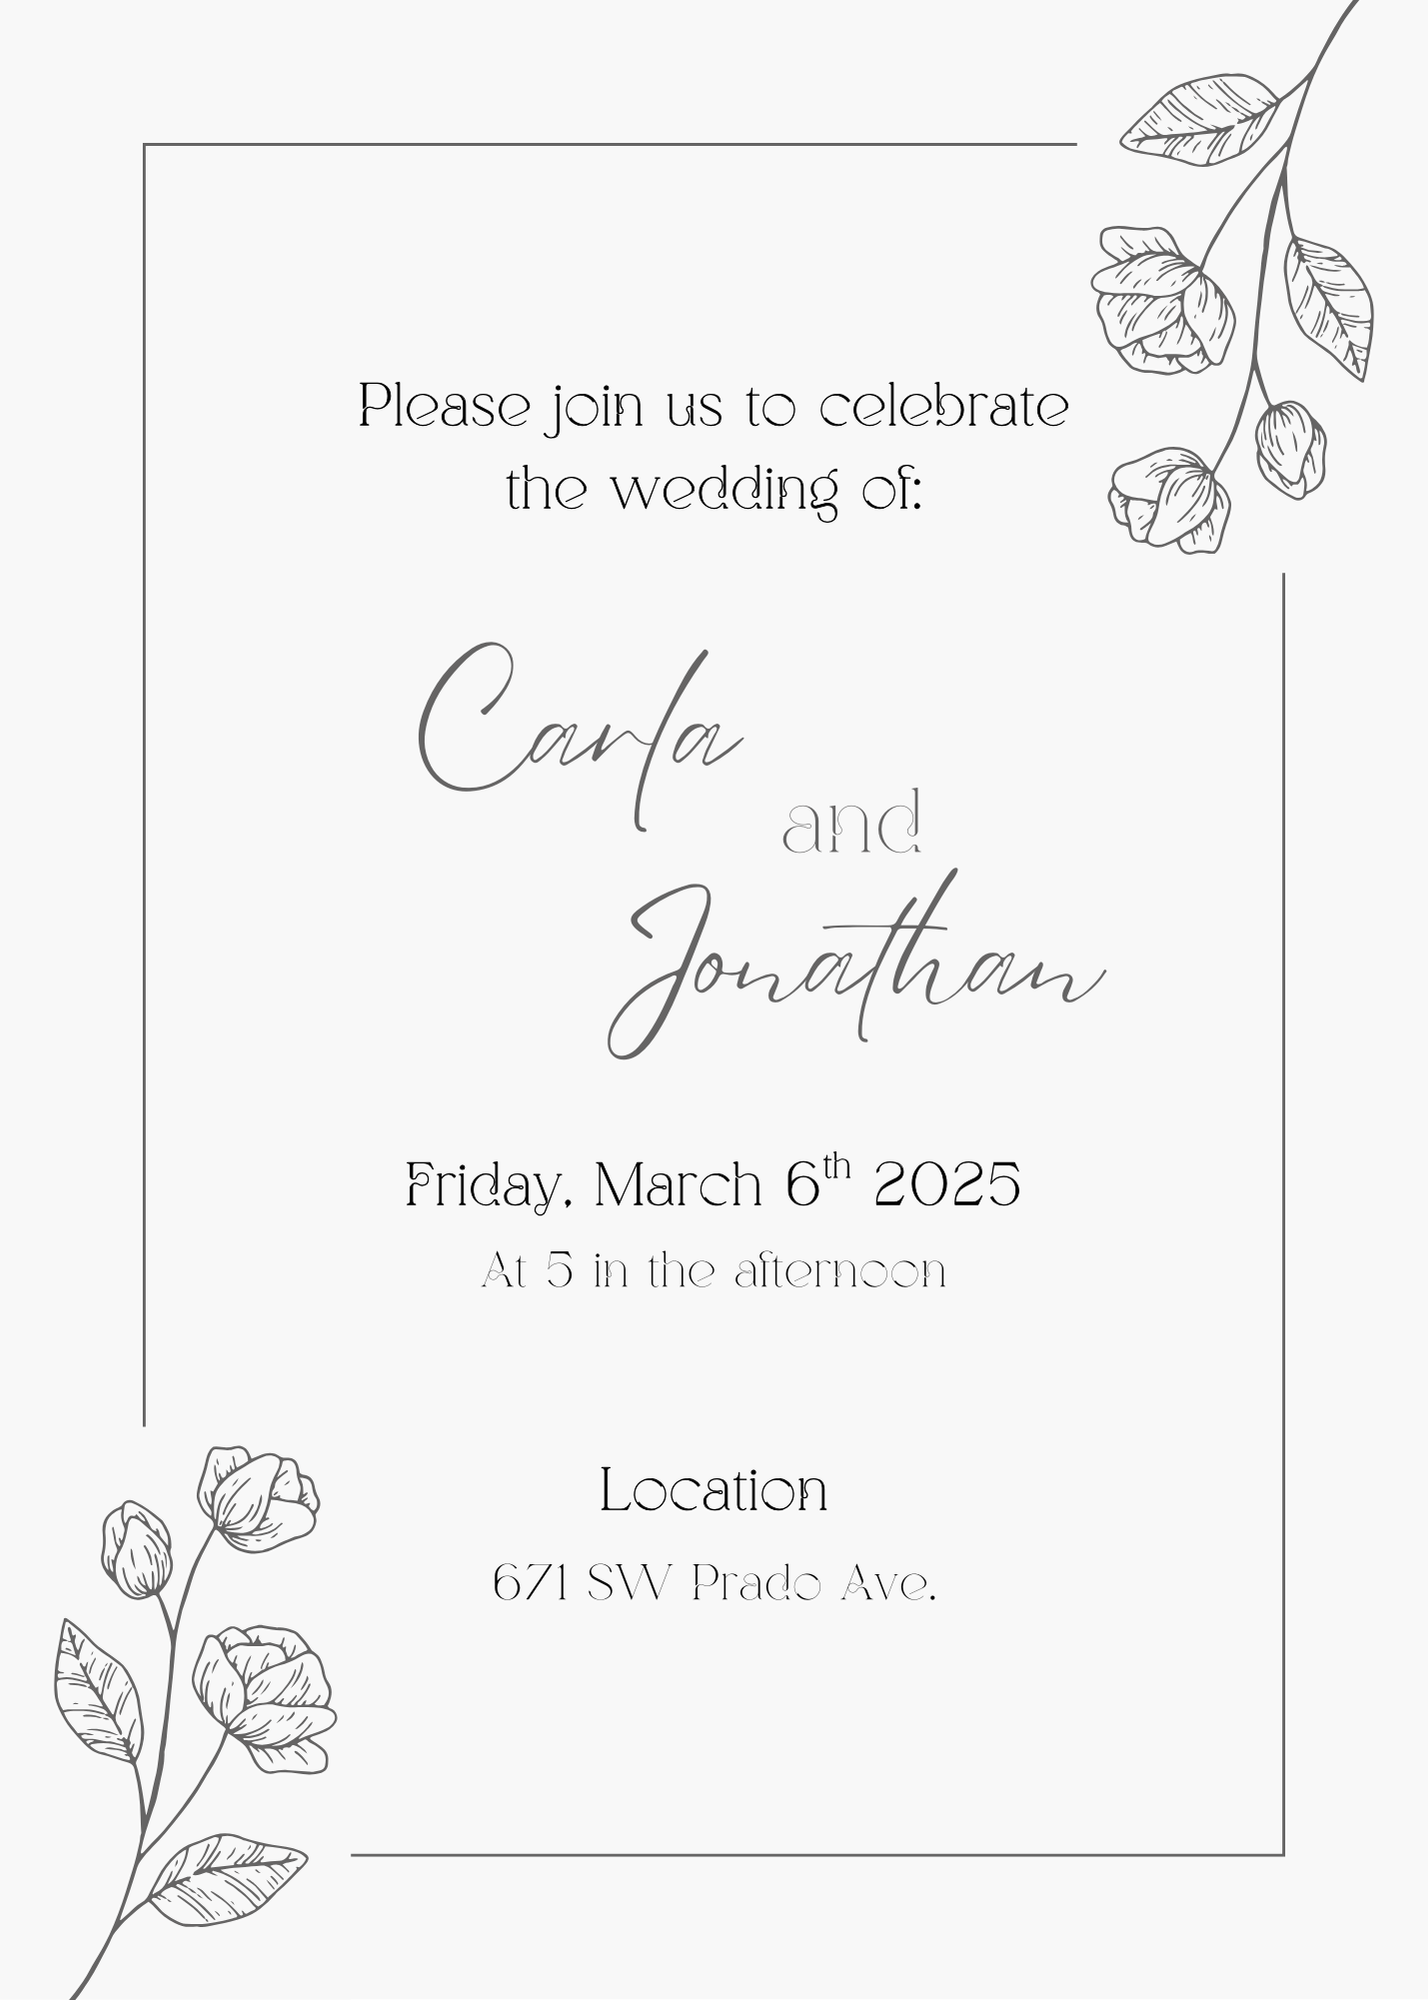 Please join us to celebrate
the wedding of:
Carla
and
Jonathan
Friday, March 6th 2025
At 5 in the afternoon
Location
671 SW Prado Ave.